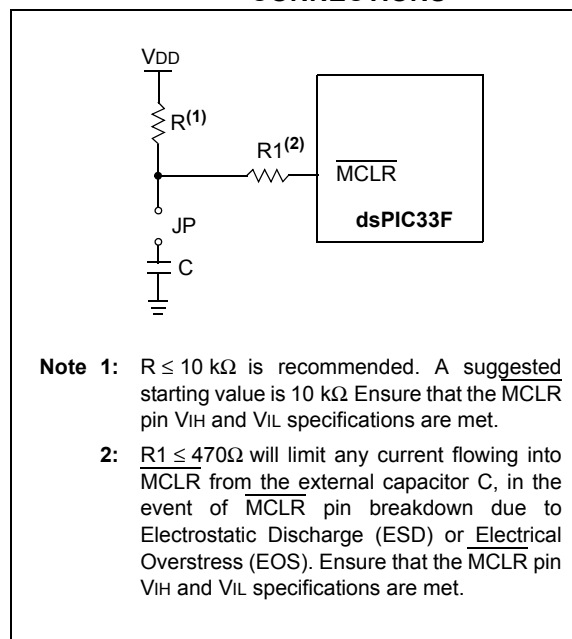 CONNECTIONS
VDD
R(1)
R1(2)
MCLR
dsPIC33F
JP
C
Note 1: R ≤ 10 kΩ is recommended. A suggested
starting value is 10 kΩ Ensure that the MCLR
pin VIH and VIL specifications are met.
2: R1 ≤ 470Ω will limit any current flowing into
MCLR from the external capacitor C, in the
event of MCLR pin breakdown due to
Electrostatic Discharge (ESD) or Electrical
Overstress (EOS). Ensure that the MCLR pin
VIH and VIL specifications are met.